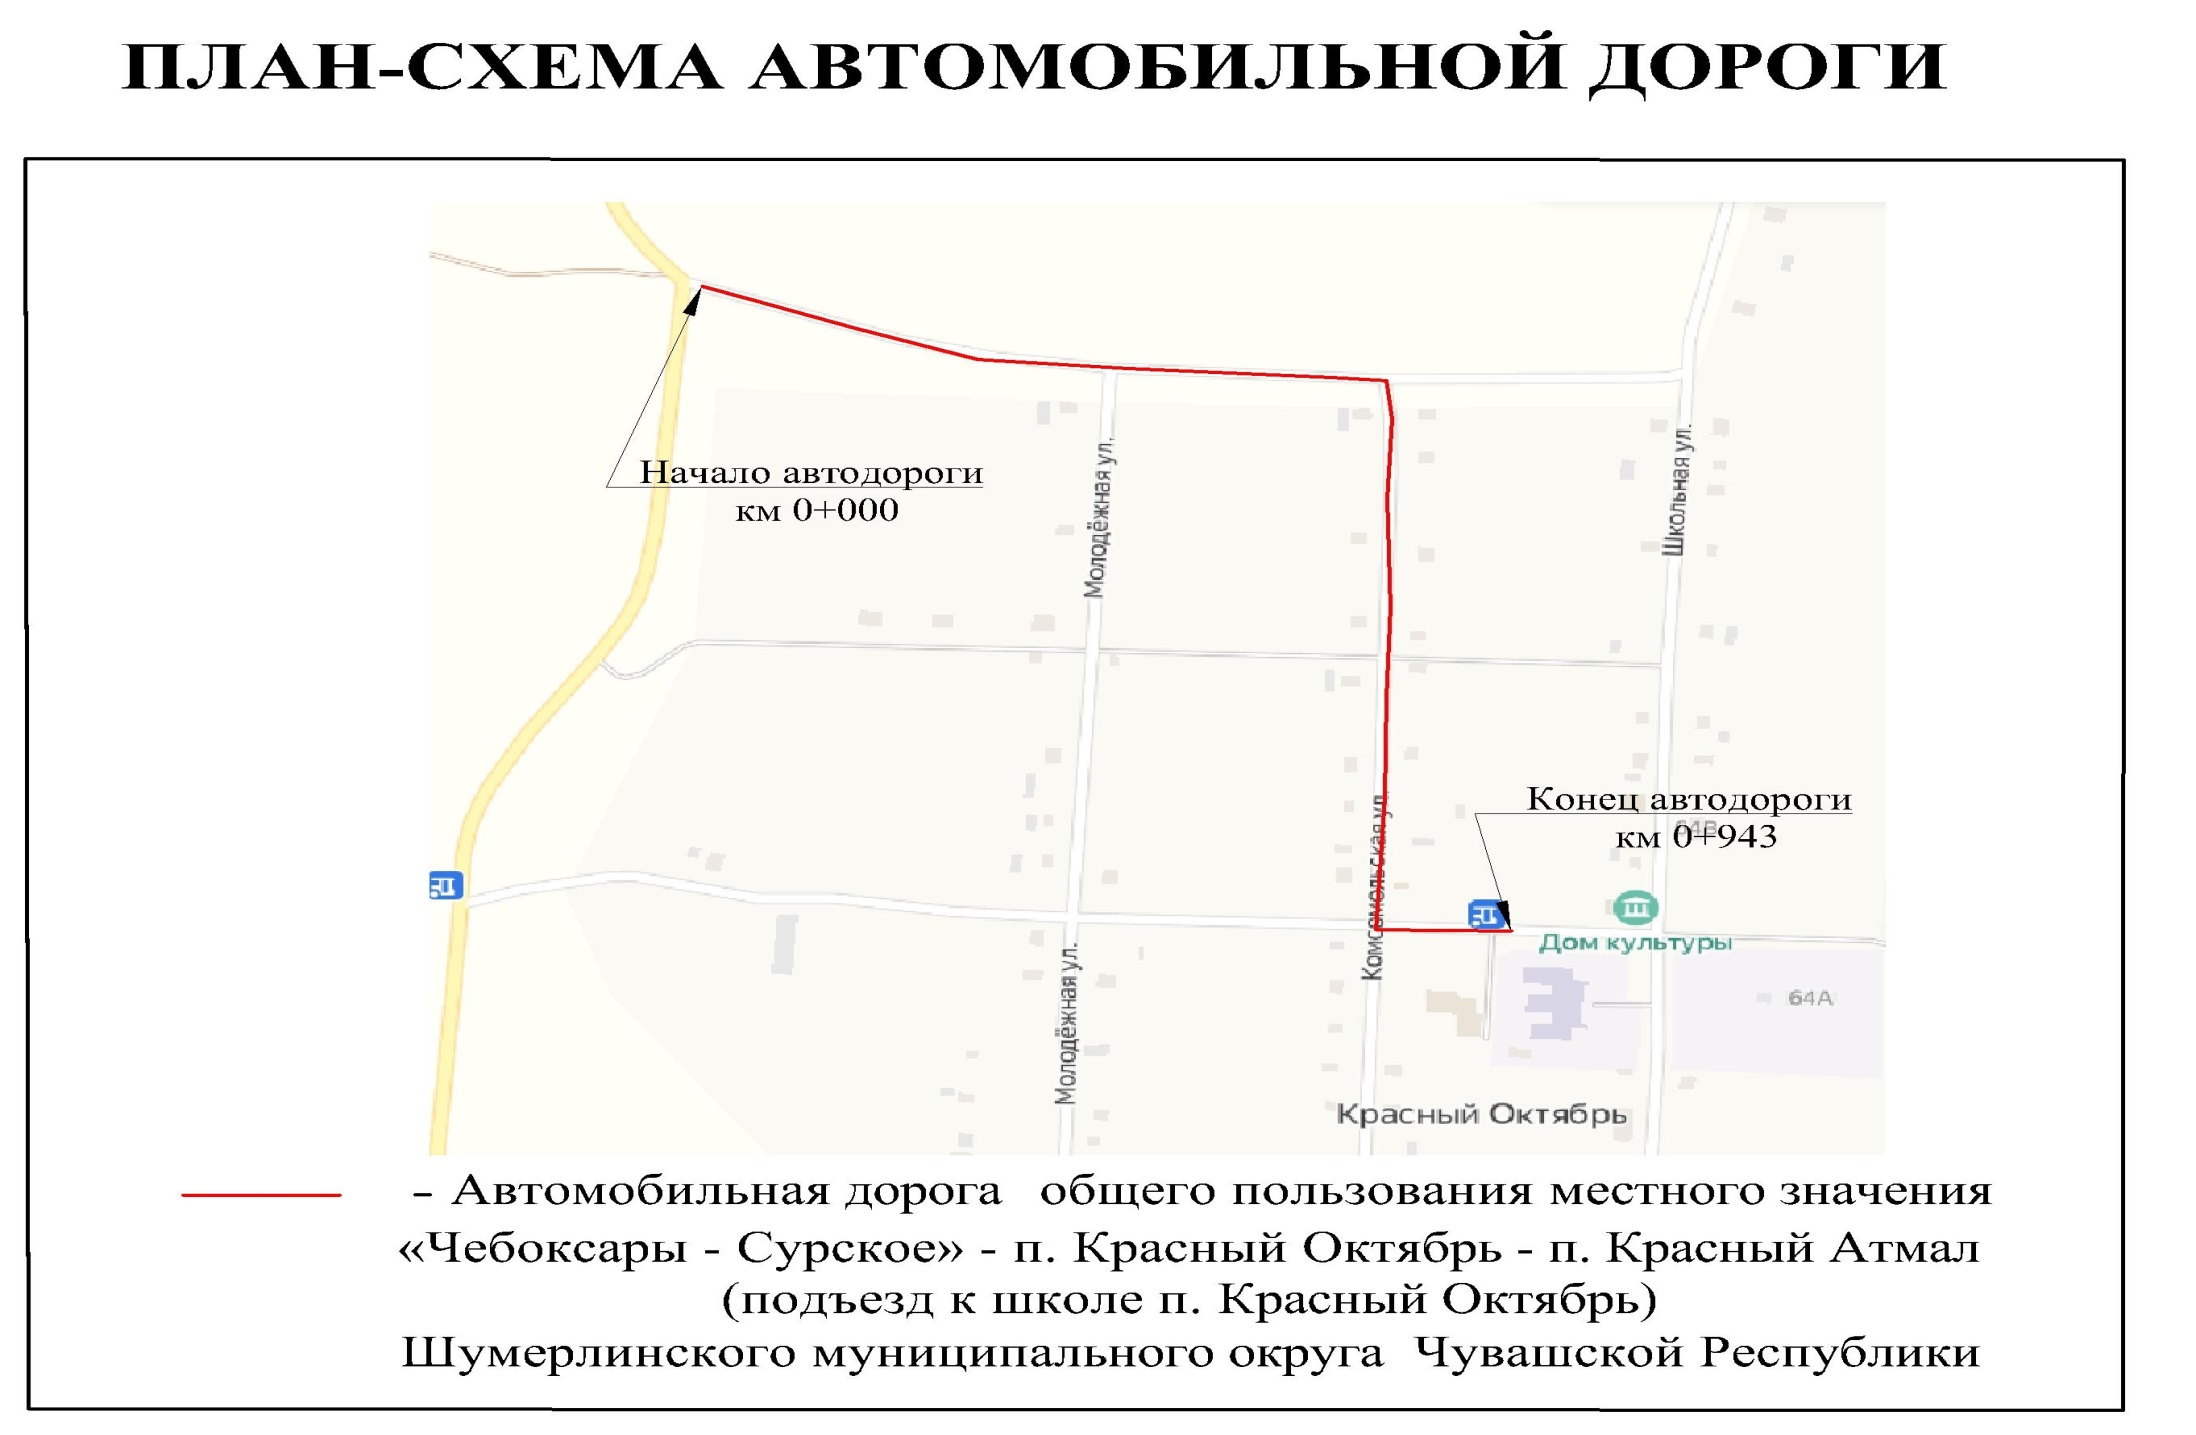 ПЛАН-СХЕМА АВТОМОБИЛЬНОЙ ДОРОГИ
Молодёжная ул.
Школьная ул.
Начало автодороги
км 0+000
Конец автодороги
км 0+943
64В
Комсомольская ул.
Дом культуры
Молодёжная ул.
64А
Красный Октябрь
- Автомобильная дорога общего пользования местного значения
«Чебоксары - Сурское» - п. Красный Октябрь - п. Красный Атмал
(подъезд к школе п. Красный Октябрь)
Шумерлинского муниципального округа Чувашской Республики